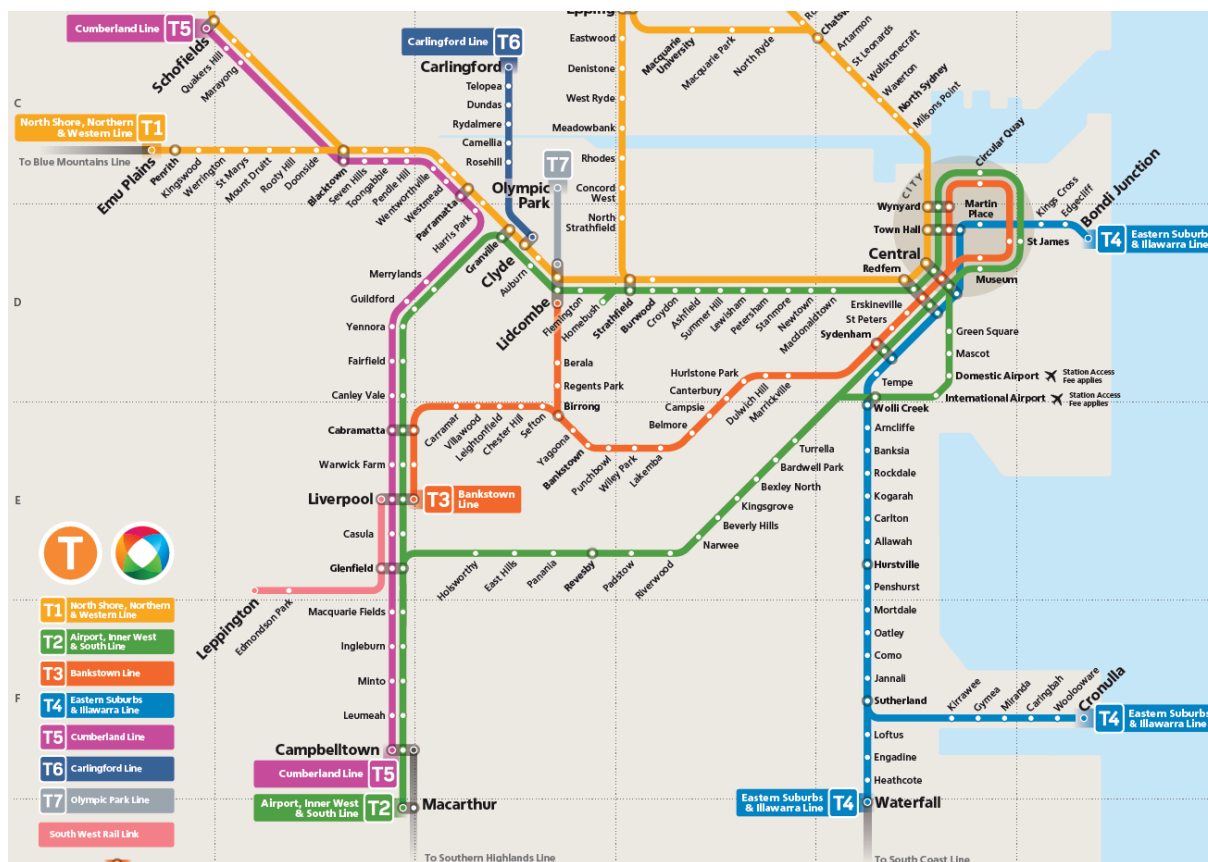 Cumberland Line T5
Schofields
Quakers Hill
Marayong
Carlingford Line T6
Carlingford
Telopea
Dundas
Rydalmere
Camellia
Rosehill
Epping
Eastwood
Denistone
West Ryde
Meadowbank
Rhodes
Concord
West
North
Strathfield
Macquarie
University
Macquarie Park
North Ryde
Artarmon
St Leonards
Wollstonecraft
Waverton
North Sydney
Milsons Point
C
North Shore, Northern
& Western Line T1
To Blue Mountains Line
Emu Plains
Penrith
Kingswood
Werrington
St Marys
Mount Druitt
Rooty Hill
Doonside
Blacktown
Seven Hills
Toongabbie
Pendle Hill
Wentworthville
Westmead
Parramatta
Harris Park
T7
Olympic
Park
Circular Quay
CITY
Wynyard
Martin
Place
Town Hall
Central
Redfern
St James
Museum
Kings Cross
Edgecliff
Bondi Junction
T4 Eastern Suburbs
& Illawarra Line
Granville
Clyde
Auburn
Lidcombe
Flemington
Homebush
Strathfield
Burwood
Croydon
Ashfield
Summer Hill
Lewisham
Petersham
Stanmore
Newtown
Macdonaldtown
D
Merrylands
Guildford
Yennora
Fairfield
Canley Vale
Cabramatta
Warwick Farm
Liverpool
Casula
Glenfield
Erskineville
St Peters
Sydenham
Tempe
Green Square
Mascot
Domestic Airport
Station Access
Fee applies
International Airport
Station Access
Fee applies
Wolli Creek
Berala
Regents Park
Birrong
Carramar
Villawood
Leightonfield
Chester Hill
Sefton
Yagoona
Bankstown
Punchbowl
Wiley Park
Lakemba
Belmore
Campsie
Canterbury
Hurlstone Park
Dulwich Hill
Marrickville
T3 Bankstown
Line
E
Turrella
Bardwell Park
Bexley North
Kingsgrove
Beverly Hills
Narwee
Holsworthy
East Hills
Panania
Revesby
Padstow
Riverwood
Arncliffe
Banksia
Rockdale
Kogarah
Carlton
Allawah
Hurstville
Penshurst
Mortdale
Oatley
Como
Jannali
Sutherland
Loftus
Engadine
Heathcote
Waterfall
Kirrawee
Gymea
Miranda
Caringbah
Woolooware
Cronulla
T4 Eastern Suburbs
& Illawarra Line
Eastern Suburbs
& Illawarra Line T4
Leppington
Edmondson Park
Macquarie Fields
Ingleburn
Minto
Leumeah
Campbelltown
Cumberland Line T5
Airport, Inner West
& South Line T2
Macarthur
To Southern Highlands Line
To South Coast Line
F
T
T1 North Shore, Northern
& Western Line
T2 Airport, Inner West
& South Line
T3 Bankstown Line
T4 Eastern Suburbs
& Illawarra Line
T5 Cumberland Line
T6 Carlingford Line
T7 Olympic Park Line
South West Rail Link